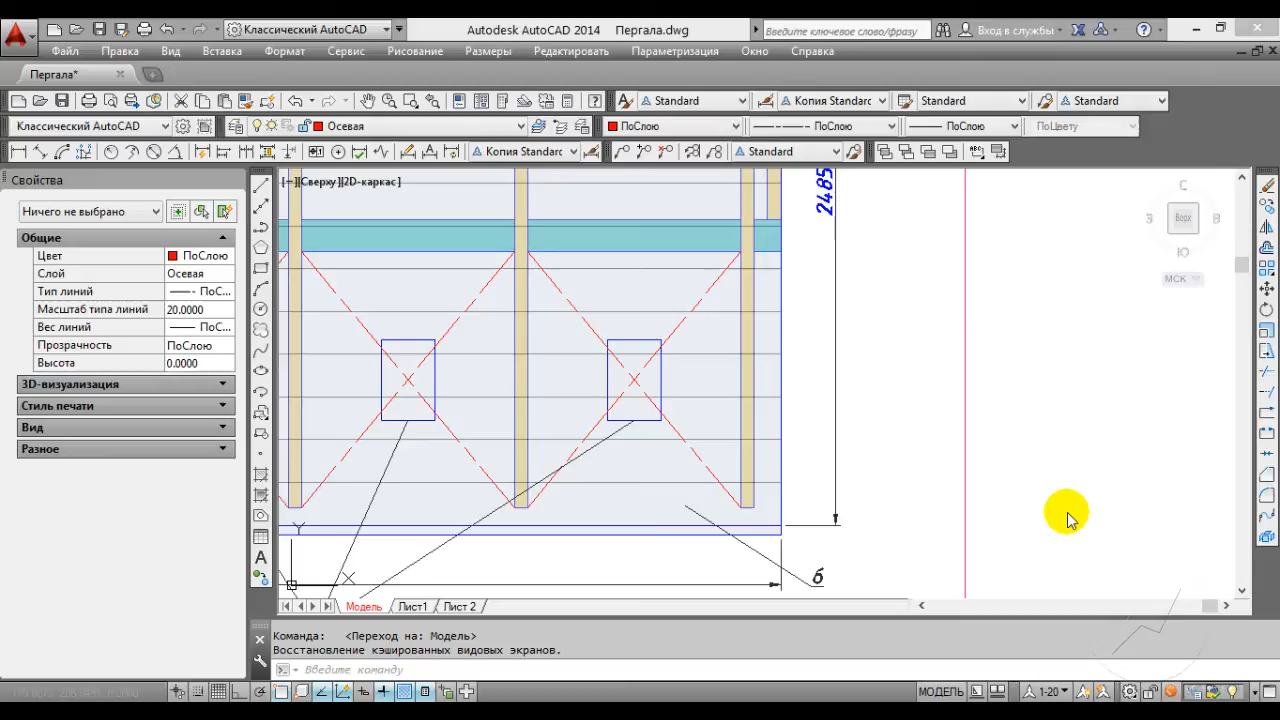 Классический AutoCAD
Autodesk AutoCAD 2014 Пергала.dwg
Введите ключевое слово/фразу
Вход в службы
Файл Правка Вид Вставка Формат Сервис Рисование Размеры Редактировать Параметризация Окно Справка
Пергала*
Standard Копия Standarc Standard Standard
Классический AutoCAD Осевая ПоСлою ПоСлою ПоСлою ПоЦвету
Копия Standarc Standard
Свойства
[−][Сверху][2D-каркас]
Ничего не выбрано
Общие
Цвет ПоСлою
Слой Осевая
Тип линий ПоС...
Масштаб типа линий 20.0000
Вес линий ПоС...
Прозрачность ПоСлою
Высота 0.0000
3D-визуализация
Стиль печати
Вид
Разное
2485
С
З Верх В
Ю
МСК
Y
X
б
Модель Лист1 Лист 2
Команда: <Переход на: Модель>
Восстановление кэшированных видовых экранов.
Введите команду
МОДЕЛЬ 1-20